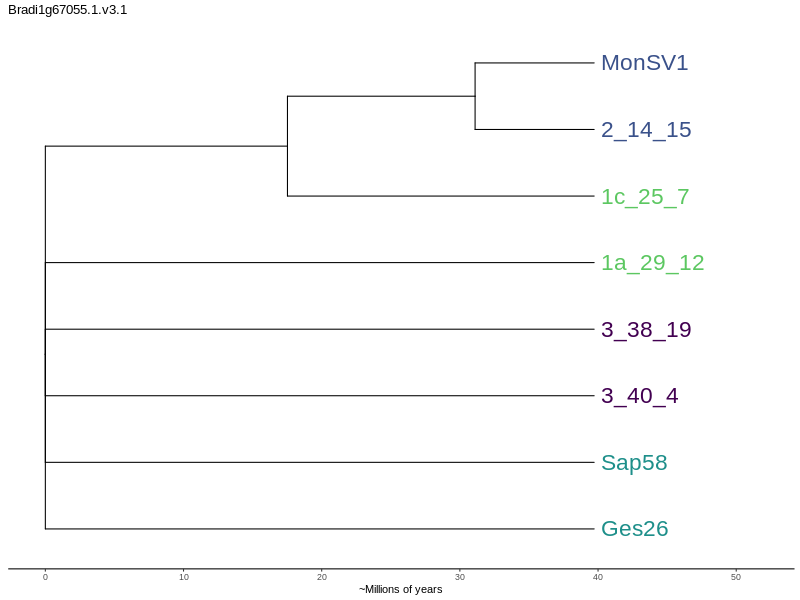 Bradi1g67055.1.v3.1
MonSV1
2_14_15
1c_25_7
1a_29_12
3_38_19
3_40_4
Sap58
Ges26
0 10 20 30 40 50
~Millions of years